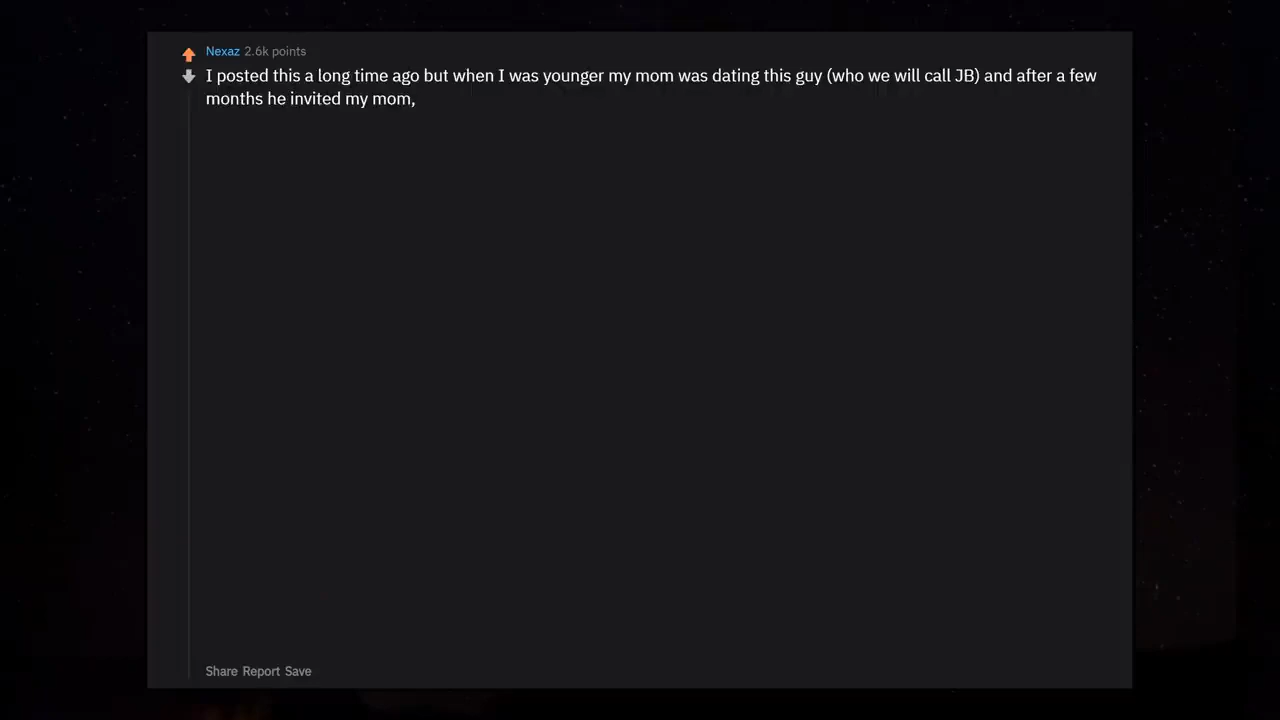 Nexaz 2.6k points
I posted this a long time ago but when I was younger my mom was dating this guy (who we will call JB) and after a few
months he invited my mom,
Share Report Save